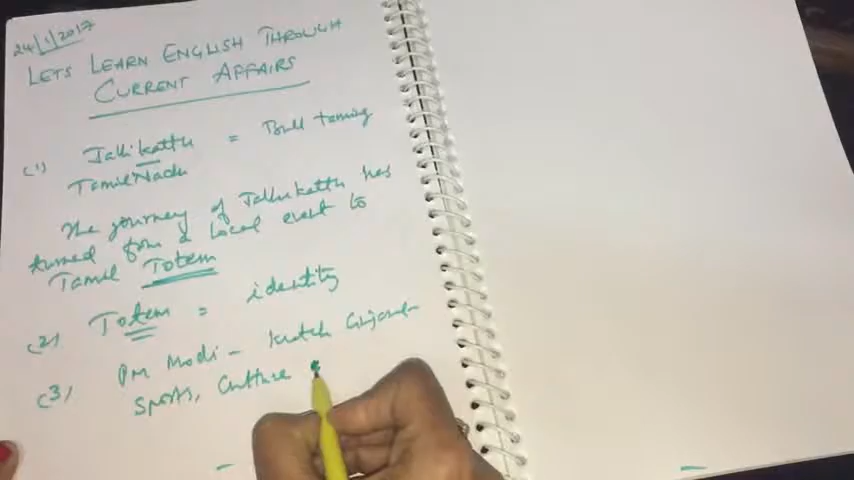 24/1/2017
LETS LEARN ENGLISH THROUGH
CURRENT AFFAIRS
(1) Jallikattu = Bull taming
TamilNadu
The journey of Jallikattu has
turned from a local event to
Tamil Totem
(2) Totem = identity
(3) PM Modi - Kutch Gujarat-
Sports, Culture